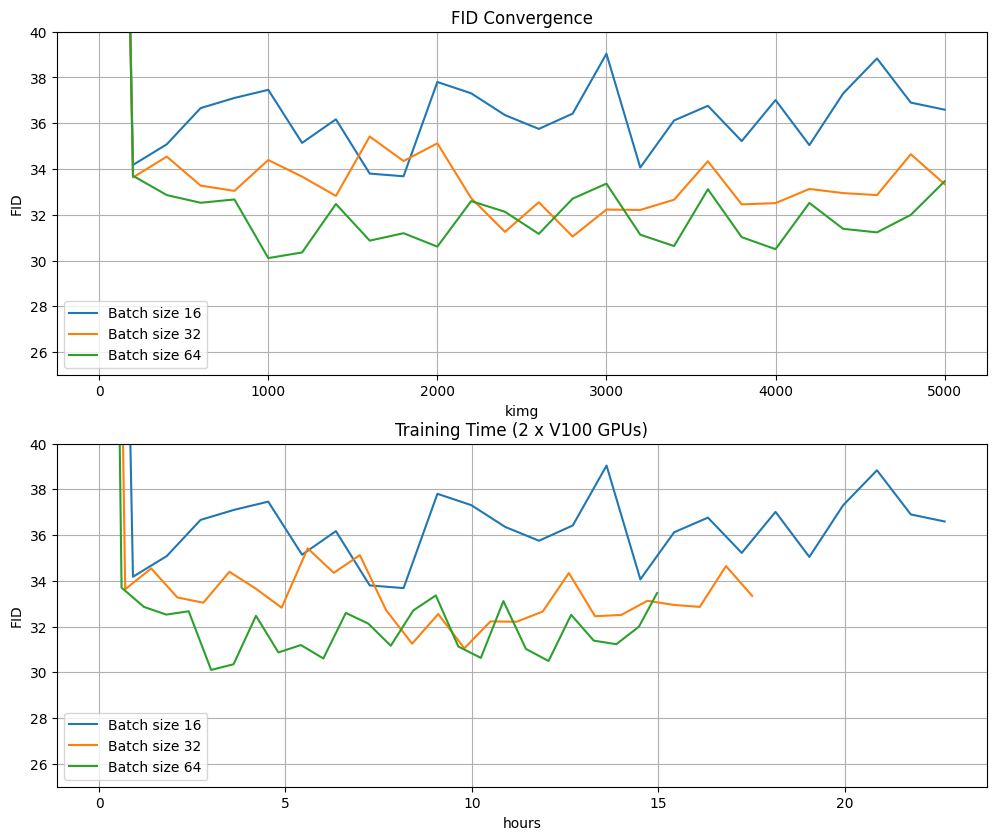 FID Convergence
40
38
36
34
32
30
28
26
FID
Batch size 16
Batch size 32
Batch size 64
0 1000 2000 3000 4000 5000
kimg
Training Time (2 x V100 GPUs)
40
38
36
34
32
30
28
26
FID
Batch size 16
Batch size 32
Batch size 64
0 5 10 15 20
hours